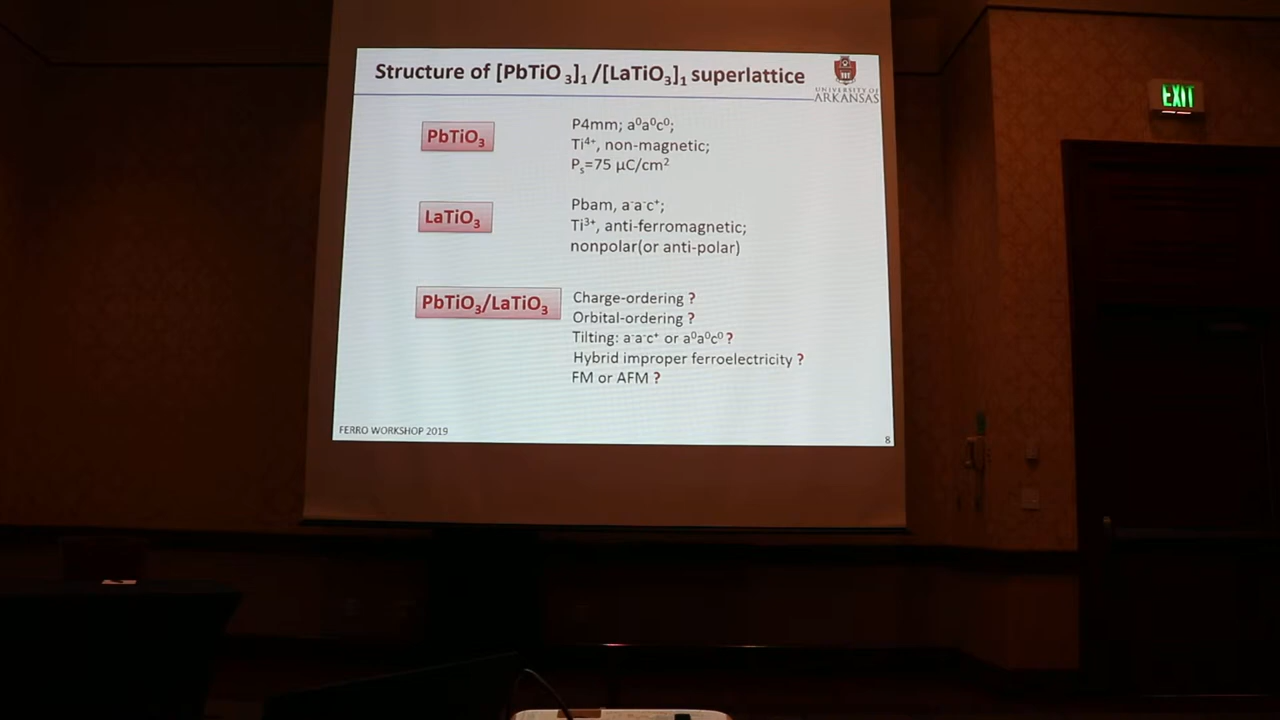 Structure of [PbTiO₃]₁/[LaTiO₃]₁ superlattice
UNIVERSITY OF
ARKANSAS
PbTiO₃
P4mm; a⁰a⁰c⁰;
Ti⁴⁺, non-magnetic;
Pₛ=75 μC/cm²
LaTiO₃
Pbam, a⁻a⁻c⁺;
Ti³⁺, anti-ferromagnetic;
nonpolar(or anti-polar)
PbTiO₃/LaTiO₃
Charge-ordering ?
Orbital-ordering ?
Tilting: a⁻a⁻c⁺ or a⁰a⁰c⁰ ?
Hybrid improper ferroelectricity ?
FM or AFM ?
FERRO WORKSHOP 2019
8
EXIT